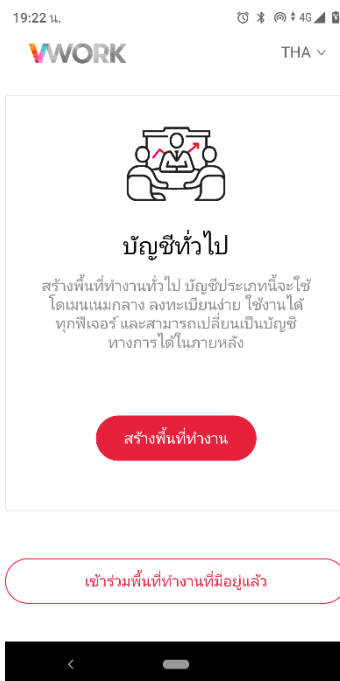 19:22 น.
4G
VWORK
THA
บัญชีทั่วไป
สร้างพื้นที่ทำงานทั่วไป บัญชีประเภทนี้จะใช้
โดเมนเนมกลาง ลงทะเบียนง่าย ใช้งานได้
ทุกฟีเจอร์ และสามารถเปลี่ยนเป็นบัญชี
ทางการได้ในภายหลัง
สร้างพื้นที่ทำงาน
เข้าร่วมพื้นที่ทำงานที่มีอยู่แล้ว